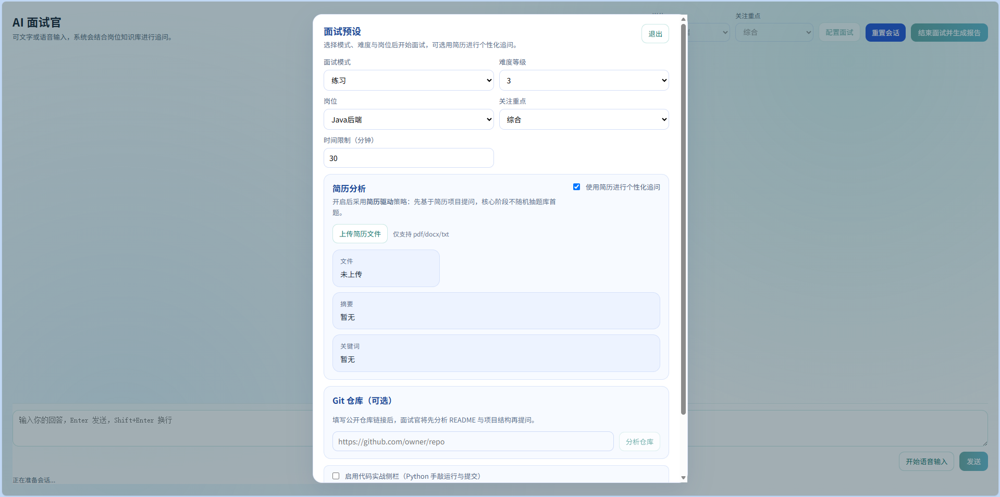 AI 面试官
可文字或语音输入，系统会结合岗位知识库进行追问。
关注重点
综合
配置面试
重置会话
结束面试并生成报告
面试预设
退出
选择模式、难度与岗位后开始面试，可选用简历进行个性化追问。
面试模式
难度等级
练习
3
岗位
关注重点
Java后端
综合
时间限制（分钟）
30
简历分析
使用简历进行个性化追问
开启后采用简历驱动策略：先基于简历项目提问，核心阶段不随机抽题库首
题。
上传简历文件
仅支持 pdf/docx/txt
文件
未上传
摘要
暂无
关键词
暂无
Git 仓库（可选）
填写公开仓库链接后，面试官将先分析 README 与项目结构再提问。
https://github.com/owner/repo
分析仓库
启用代码实战侧栏（Python 手敲运行与提交）
输入你的回答，Enter 发送，Shift+Enter 换行
开始语音输入
发送
正在准备会话...